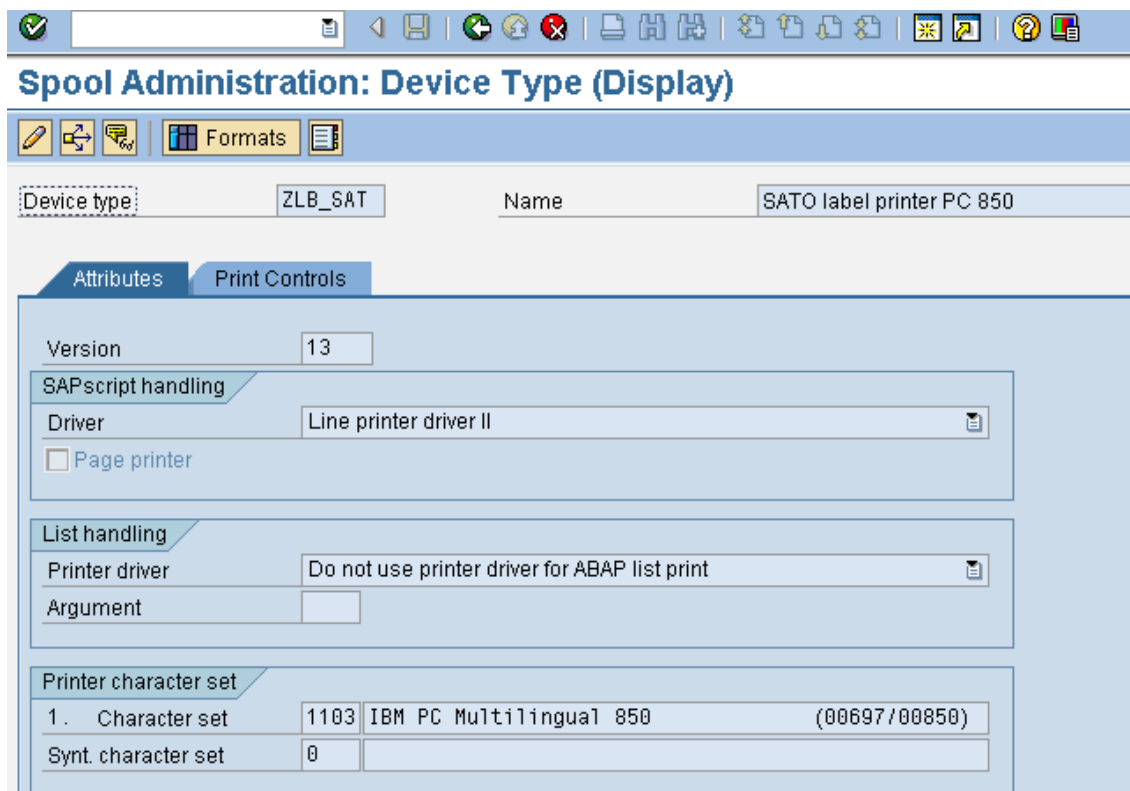 Spool Administration: Device Type (Display)
Formats
Device type ZLB_SAT Name SATO label printer PC 850
Attributes Print Controls
Version 13
SAPscript handling
Driver Line printer driver II
Page printer
List handling
Printer driver Do not use printer driver for ABAP list print
Argument
Printer character set
1. Character set 1103 IBM PC Multilingual 850 (00697/00850)
Synt. character set 0